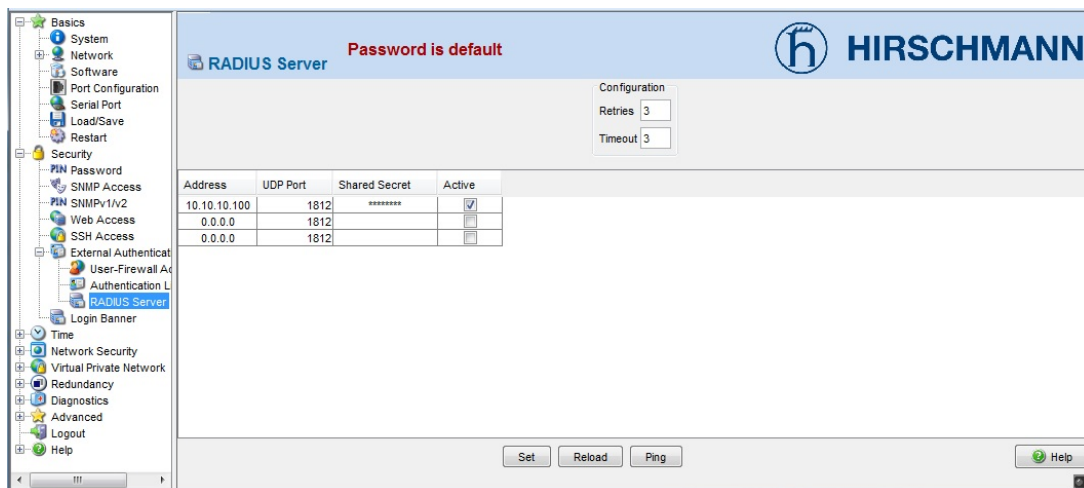 Basics
System
Network
Software
Port Configuration
Serial Port
Load/Save
Restart
Security
PIN Password
SNMP Access
PIN SNMPv1/v2
Web Access
SSH Access
External Authenticat
User-Firewall Ac
Authentication L
RADIUS Server
Login Banner
Time
Network Security
Virtual Private Network
Redundancy
Diagnostics
Advanced
Logout
Help
RADIUS Server
Password is default
HIRSCHMANN
Configuration
Retries 3
Timeout 3
Address UDP Port Shared Secret Active
10.10.10.100 1812 ********
0.0.0.0 1812
0.0.0.0 1812
Set Reload Ping Help